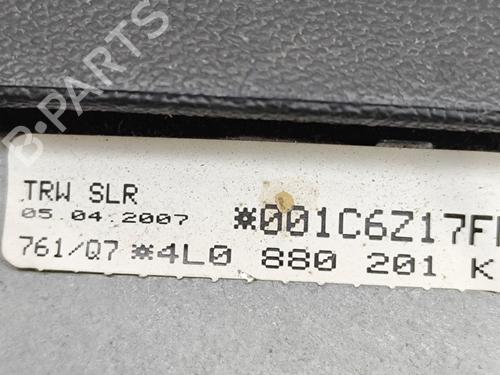 B-PARTS
TRW SLR
05.04.2007
*001C6Z17F
761/Q7 *4L0 880 201 K